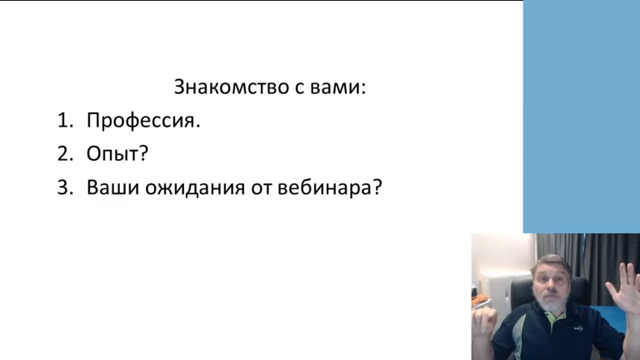 Знакомство с вами:
1. Профессия.
2. Опыт?
3. Ваши ожидания от вебинара?